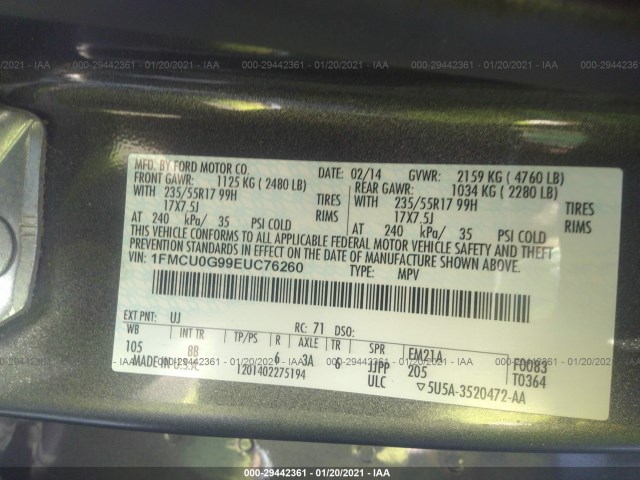 000-29442361 - 01/20/2021 - IAA
000-29442361 - 01/20/2021 - IAA
000-29442361 - 01/20/2021 - IAA
MFD. BY FORD MOTOR CO.
DATE: 02/14 GVWR: 2159 KG ( 4760 LB)
FRONT GAWR: 1125 KG ( 2480 LB) REAR GAWR: 1034 KG ( 2280 LB)
WITH 235/55R17 99H TIRES WITH 235/55R17 99H TIRES
17X7.5J RIMS 17X7.5J RIMS
AT 240 kPa/ 35 PSI COLD AT 240 kPa/ 35 PSI COLD
THIS VEHICLE CONFORMS TO ALL APPLICABLE FEDERAL MOTOR VEHICLE SAFETY AND THEFT
PREVENTION STANDARDS IN EFFECT ON THE DATE OF MANUFACTURE SHOWN ABOVE.
VIN: 1FMCU0G99EUC76260
TYPE: MPV
EXT PNT: UJ RC: 71 DSO:
WB INT TR TP/PS R AXLE TR SPR
105 8B 6 3A JJPP EM21A F0083
MADE IN U.S.A. 1201402275194 ULC 205 T0364
5U5A-3520472-AA
000-29442361 - 01/20/2021 - IAA